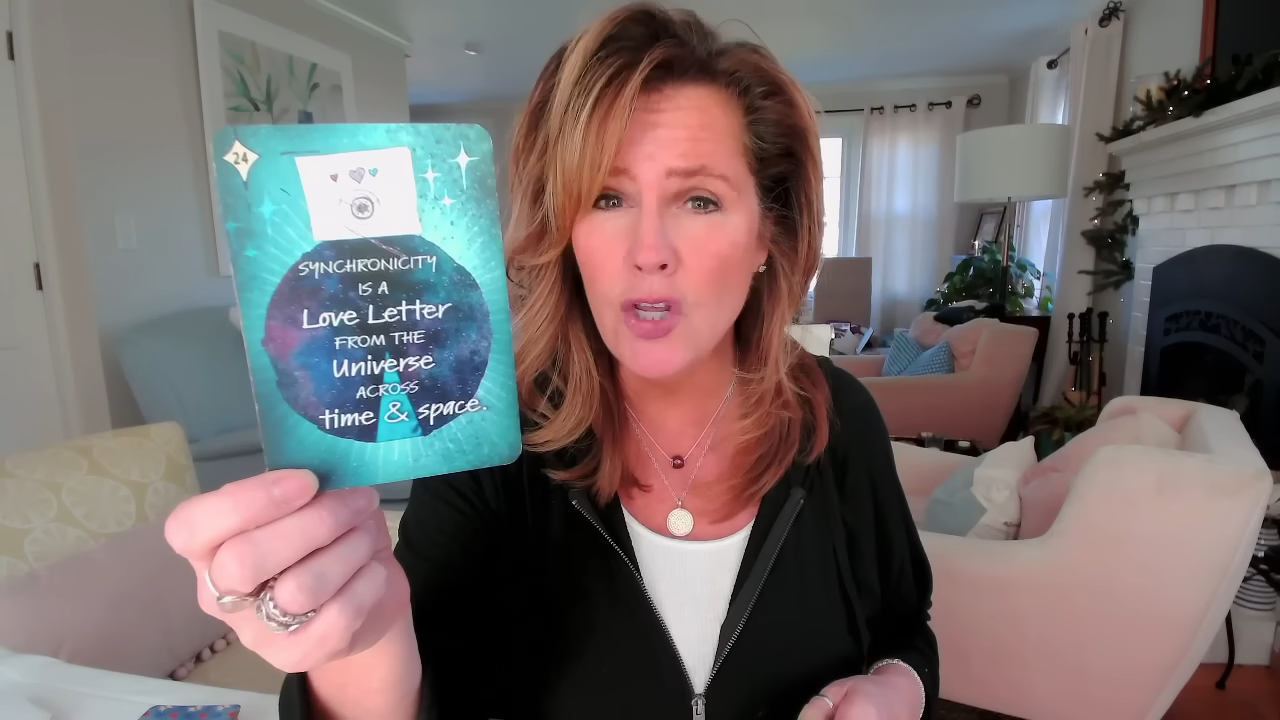 24
SYNCHRONICITY
IS A
Love Letter
FROM THE
Universe
ACROSS
time & space.